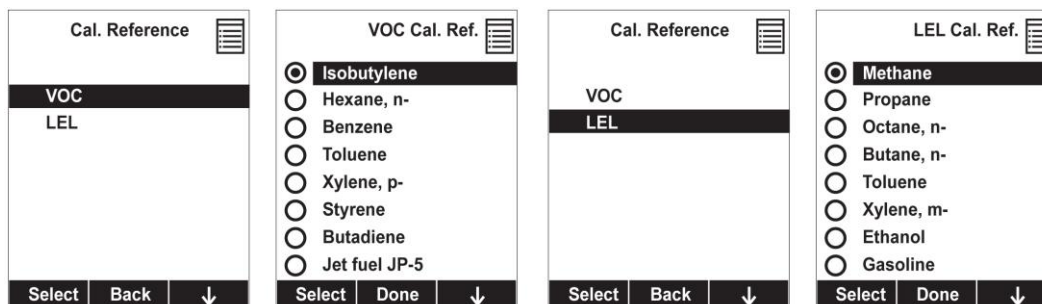 Cal. Reference
VOC
LEL
Select Back ↓
VOC Cal. Ref.
Isobutylene
Hexane, n-
Benzene
Toluene
Xylene, p-
Styrene
Butadiene
Jet fuel JP-5
Select Done ↓
Cal. Reference
VOC
LEL
Select Back ↓
LEL Cal. Ref.
Methane
Propane
Octane, n-
Butane, n-
Toluene
Xylene, m-
Ethanol
Gasoline
Select Done ↓